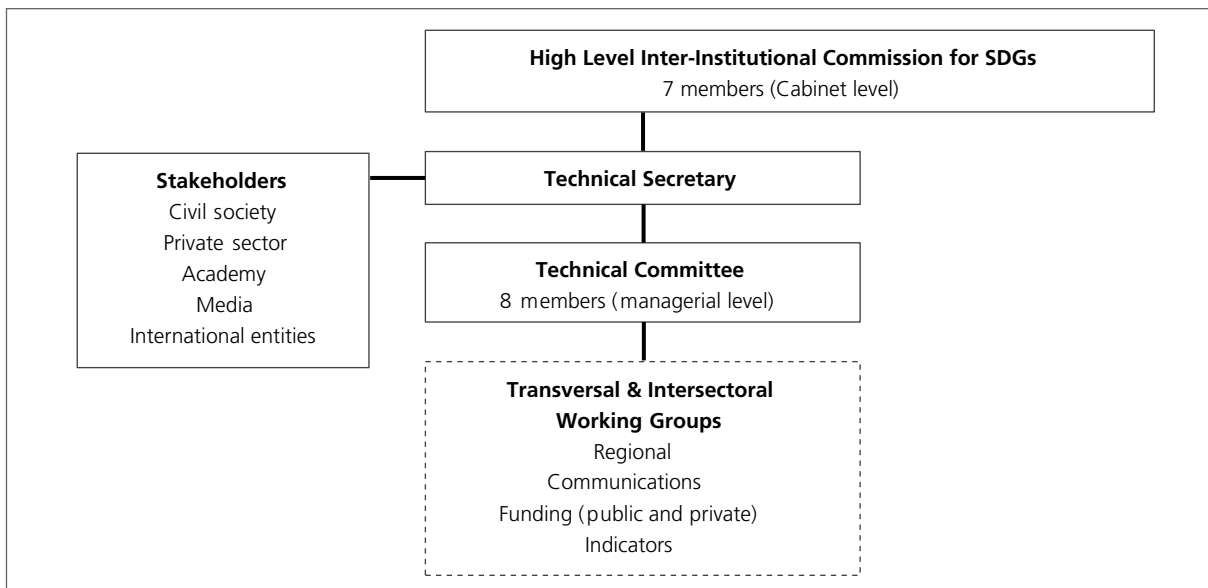 High Level Inter-Institutional Commission for SDGs
7 members (Cabinet level)
Stakeholders
Civil society
Private sector
Academy
Media
International entities
Technical Secretary
Technical Committee
8 members (managerial level)
Transversal & Intersectoral
Working Groups
Regional
Communications
Funding (public and private)
Indicators